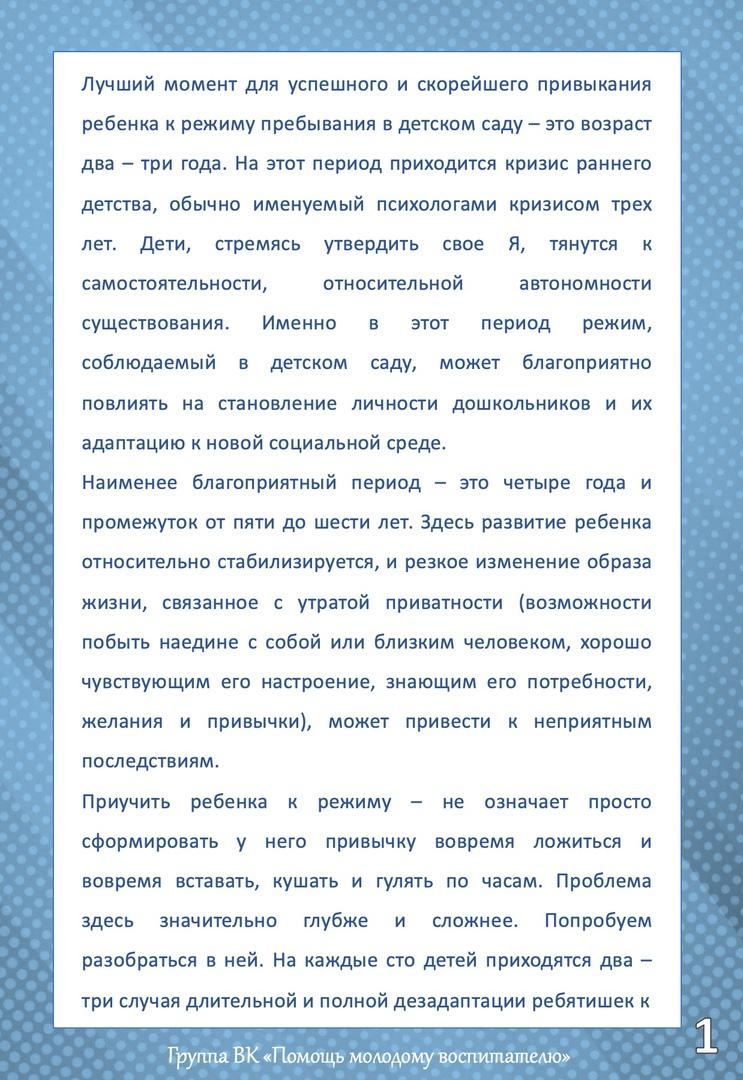 Лучший момент для успешного и скорейшего привыкания
ребенка к режиму пребывания в детском саду – это возраст
два – три года. На этот период приходится кризис раннего
детства, обычно именуемый психологами кризисом трех
лет. Дети, стремясь утвердить свое Я, тянутся к
самостоятельности, относительной автономности
существования. Именно в этот период режим,
соблюдаемый в детском саду, может благоприятно
повлиять на становление личности дошкольников и их
адаптацию к новой социальной среде.
Наименее благоприятный период – это четыре года и
промежуток от пяти до шести лет. Здесь развитие ребенка
относительно стабилизируется, и резкое изменение образа
жизни, связанное с утратой приватности (возможности
побыть наедине с собой или близким человеком, хорошо
чувствующим его настроение, знающим его потребности,
желания и привычки), может привести к неприятным
последствиям.
Приучить ребенка к режиму – не означает просто
сформировать у него привычку вовремя ложиться и
вовремя вставать, кушать и гулять по часам. Проблема
здесь значительно глубже и сложнее. Попробуем
разобраться в ней. На каждые сто детей приходятся два –
три случая длительной и полной дезадаптации ребятишек к
1
Группа ВК «Помощь молодому воспитателю»